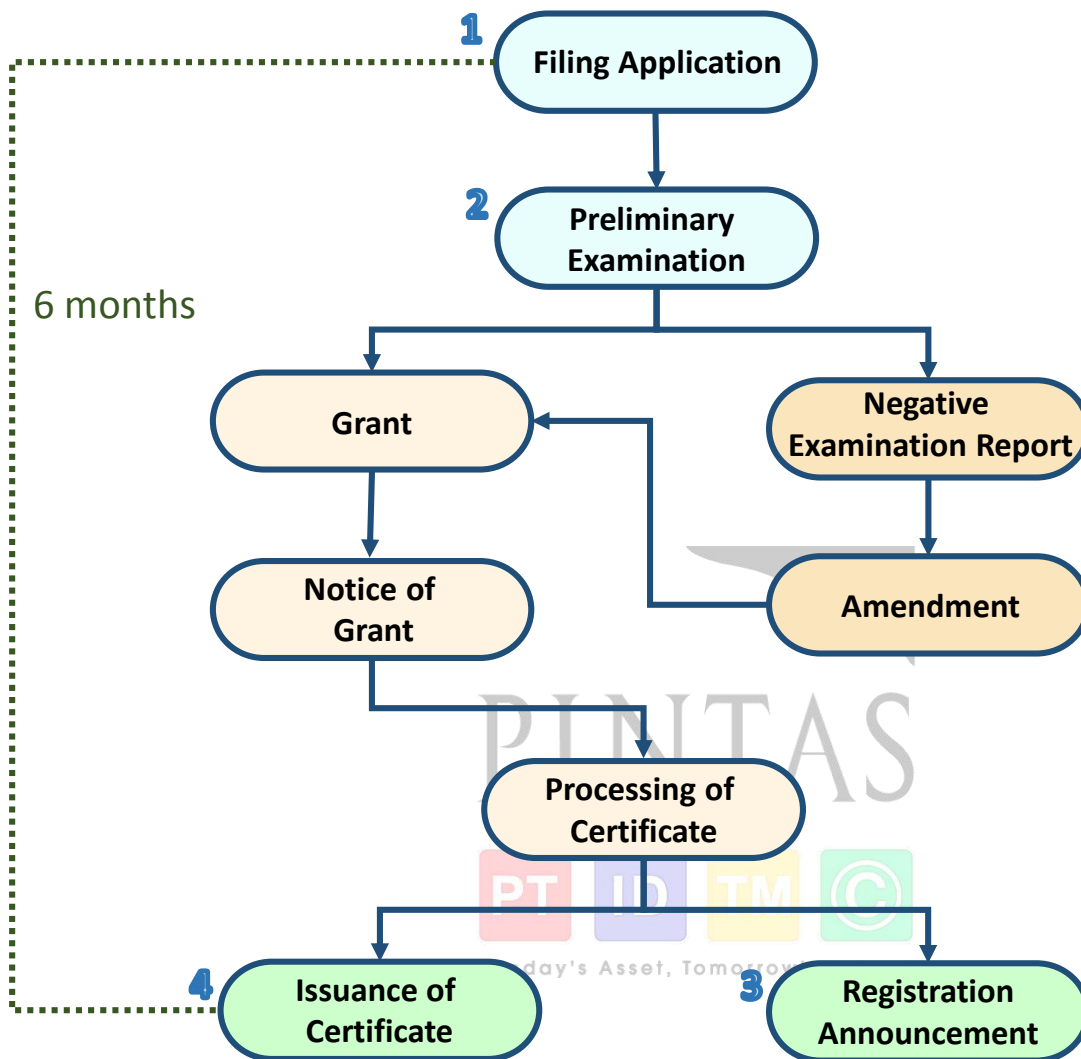 1
Filing Application
2
Preliminary
Examination
6 months
Grant
Negative
Examination Report
Notice of
Grant
Amendment
PINTAS
Processing of
Certificate
PT ID TM ©
day's Asset, Tomorrow
4
Issuance of
Certificate
3
Registration
Announcement